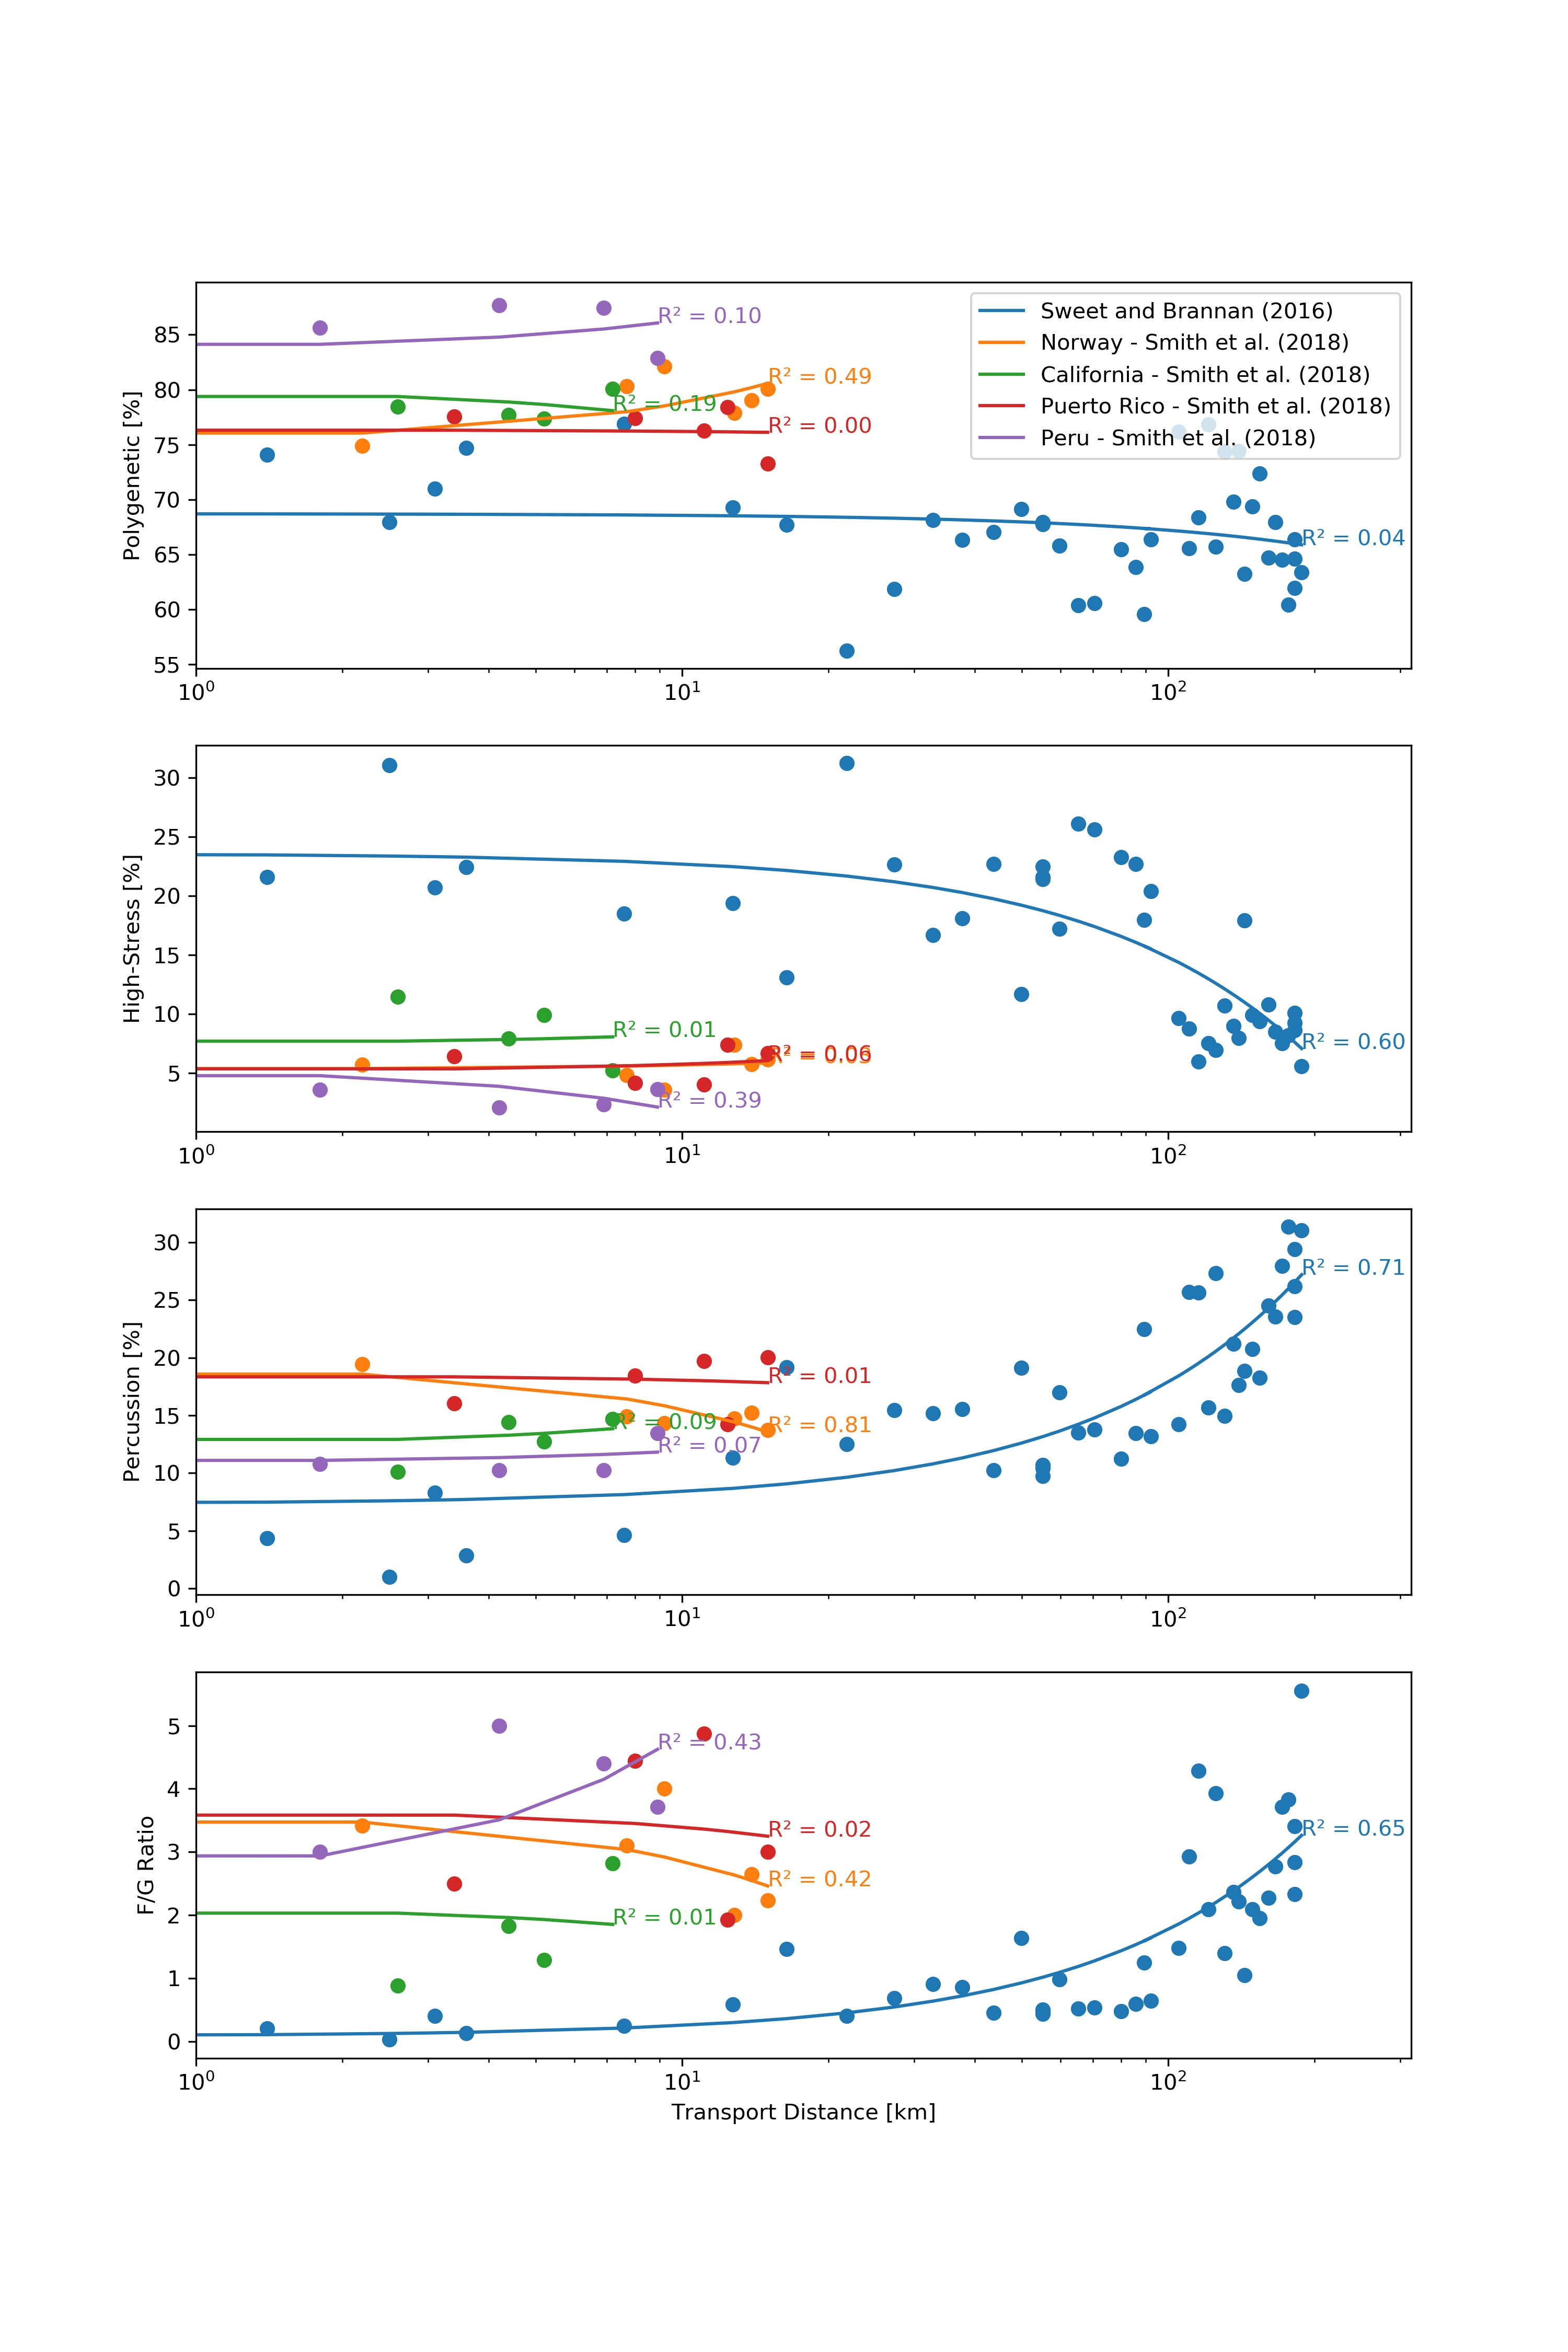 Polygenetic [%]
85
80
75
70
65
60
55
10⁰ 10¹ 10²
Sweet and Brannan (2016)
Norway - Smith et al. (2018)
California - Smith et al. (2018)
Puerto Rico - Smith et al. (2018)
Peru - Smith et al. (2018)
R² = 0.10
R² = 0.49
R² = 0.19
R² = 0.00
R² = 0.04
High-Stress [%]
30
25
20
15
10
5
10⁰ 10¹ 10²
R² = 0.01
R² = 0.06
R² = 0.60
R² = 0.39
Percussion [%]
30
25
20
15
10
5
0
10⁰ 10¹ 10²
R² = 0.71
R² = 0.01
R² = 0.09
R² = 0.81
R² = 0.07
F/G Ratio
5
4
3
2
1
0
10⁰ 10¹ 10²
R² = 0.43
R² = 0.02
R² = 0.65
R² = 0.42
R² = 0.01
Transport Distance [km]